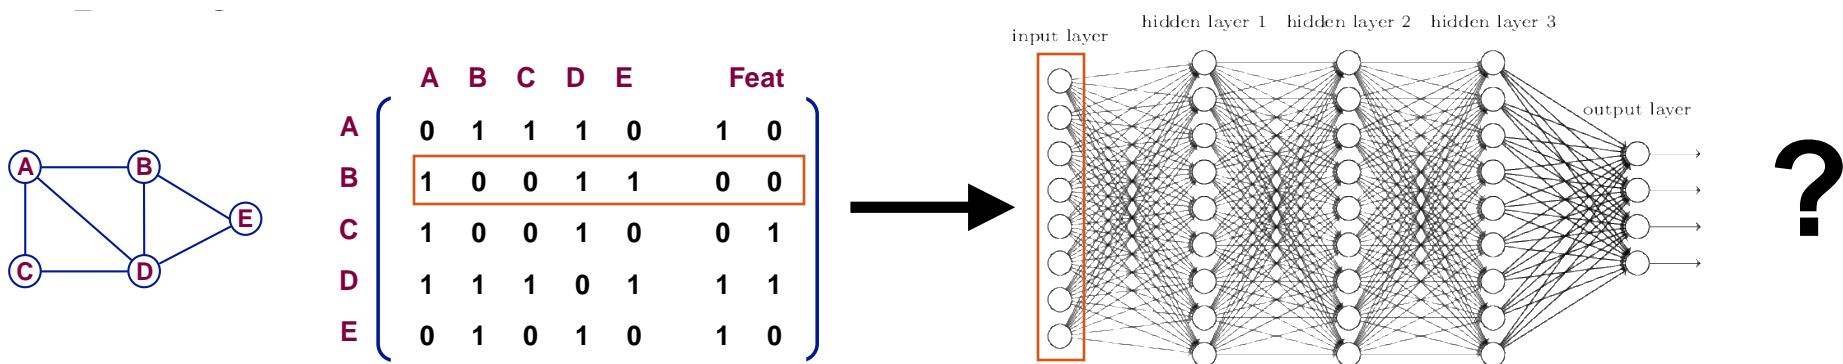 hidden layer 1 hidden layer 2 hidden layer 3
input layer
A B C D E Feat
output layer
A 0 1 1 1 0 1 0
A B
B 1 0 0 1 1 0 0
E
C 1 0 0 1 0 0 1
?
C D
D 1 1 1 0 1 1 1
E 0 1 0 1 0 1 0